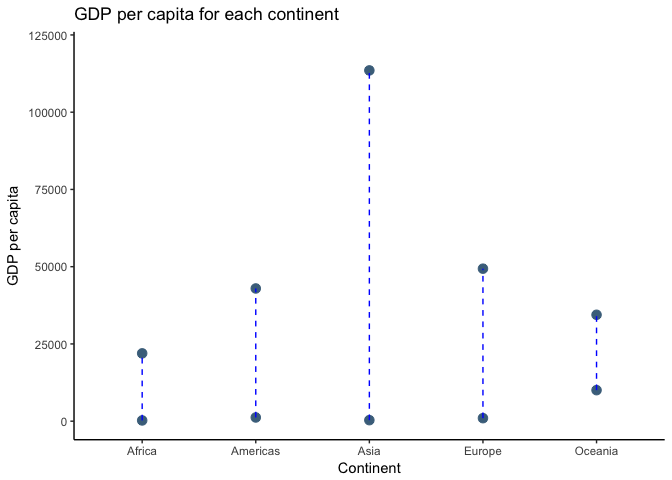 GDP per capita for each continent
125000
100000
75000
50000
25000
0
GDP per capita
Africa Americas Asia Europe Oceania
Continent